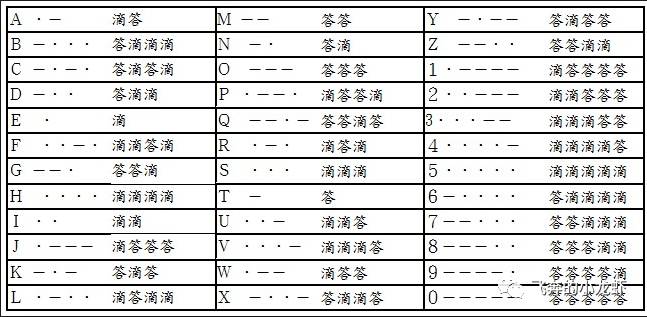 A ·— 滴答 M —— 答答 Y —·—— 答滴答答
B —··· 答滴滴滴 N —· 答滴 Z ——·· 答答滴滴
C —·—· 答滴答滴 O ——— 答答答 1 ·———— 滴答答答答
D —·· 答滴滴 P ·——· 滴答答滴 2 ··——— 滴滴答答答
E · 滴 Q ——·— 答答滴答 3 ···—— 滴滴滴答答
F ··—· 滴滴答滴 R ·—· 滴答滴 4 ····— 滴滴滴滴答
G ——· 答答滴 S ··· 滴滴滴 5 ····· 滴滴滴滴滴
H ···· 滴滴滴滴 T — 答 6 —···· 答滴滴滴滴
I ·· 滴滴 U ··— 滴滴答 7 ——··· 答答滴滴滴
J ·——— 滴答答答 V ···— 滴滴滴答 8 ———·· 答答答滴滴
K —·— 答滴答 W ·—— 滴答答 9 ————· 答答答答滴
L ·—·· 滴答滴滴 X —··— 答滴滴答 0 ————— 答答答答答
飞奔的小龙虾